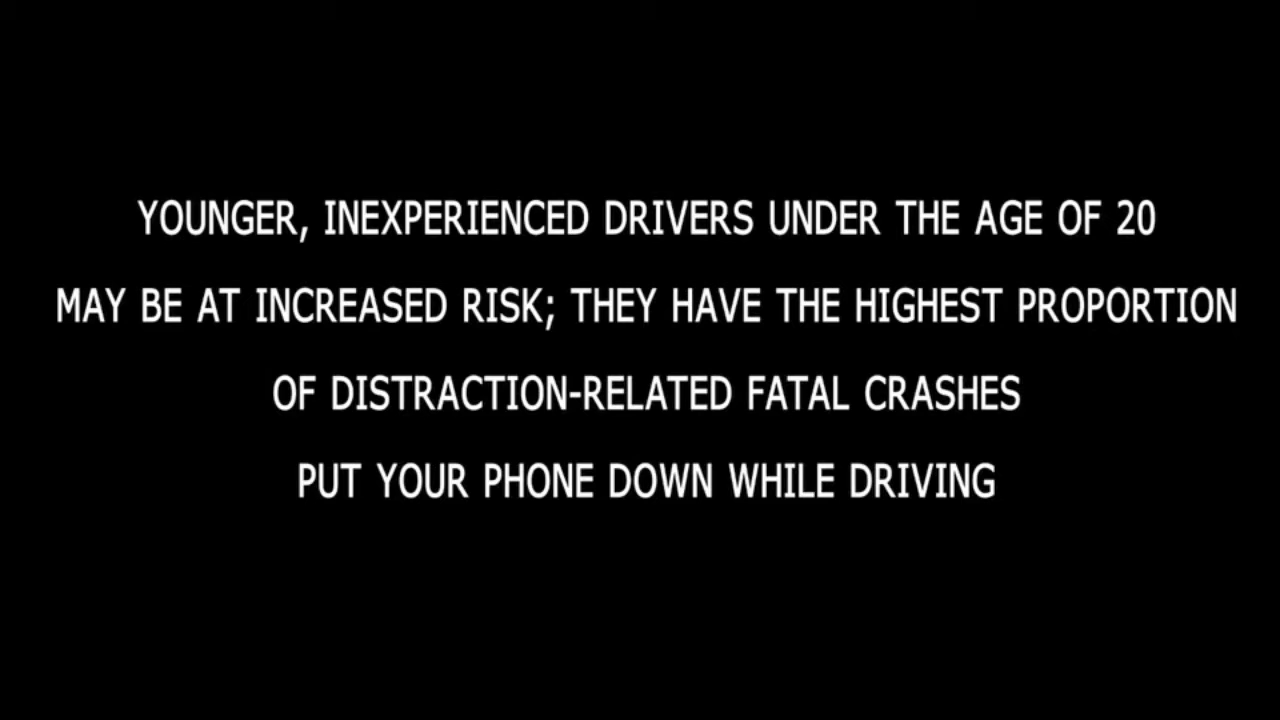 YOUNGER, INEXPERIENCED DRIVERS UNDER THE AGE OF 20
MAY BE AT INCREASED RISK; THEY HAVE THE HIGHEST PROPORTION
OF DISTRACTION-RELATED FATAL CRASHES
PUT YOUR PHONE DOWN WHILE DRIVING